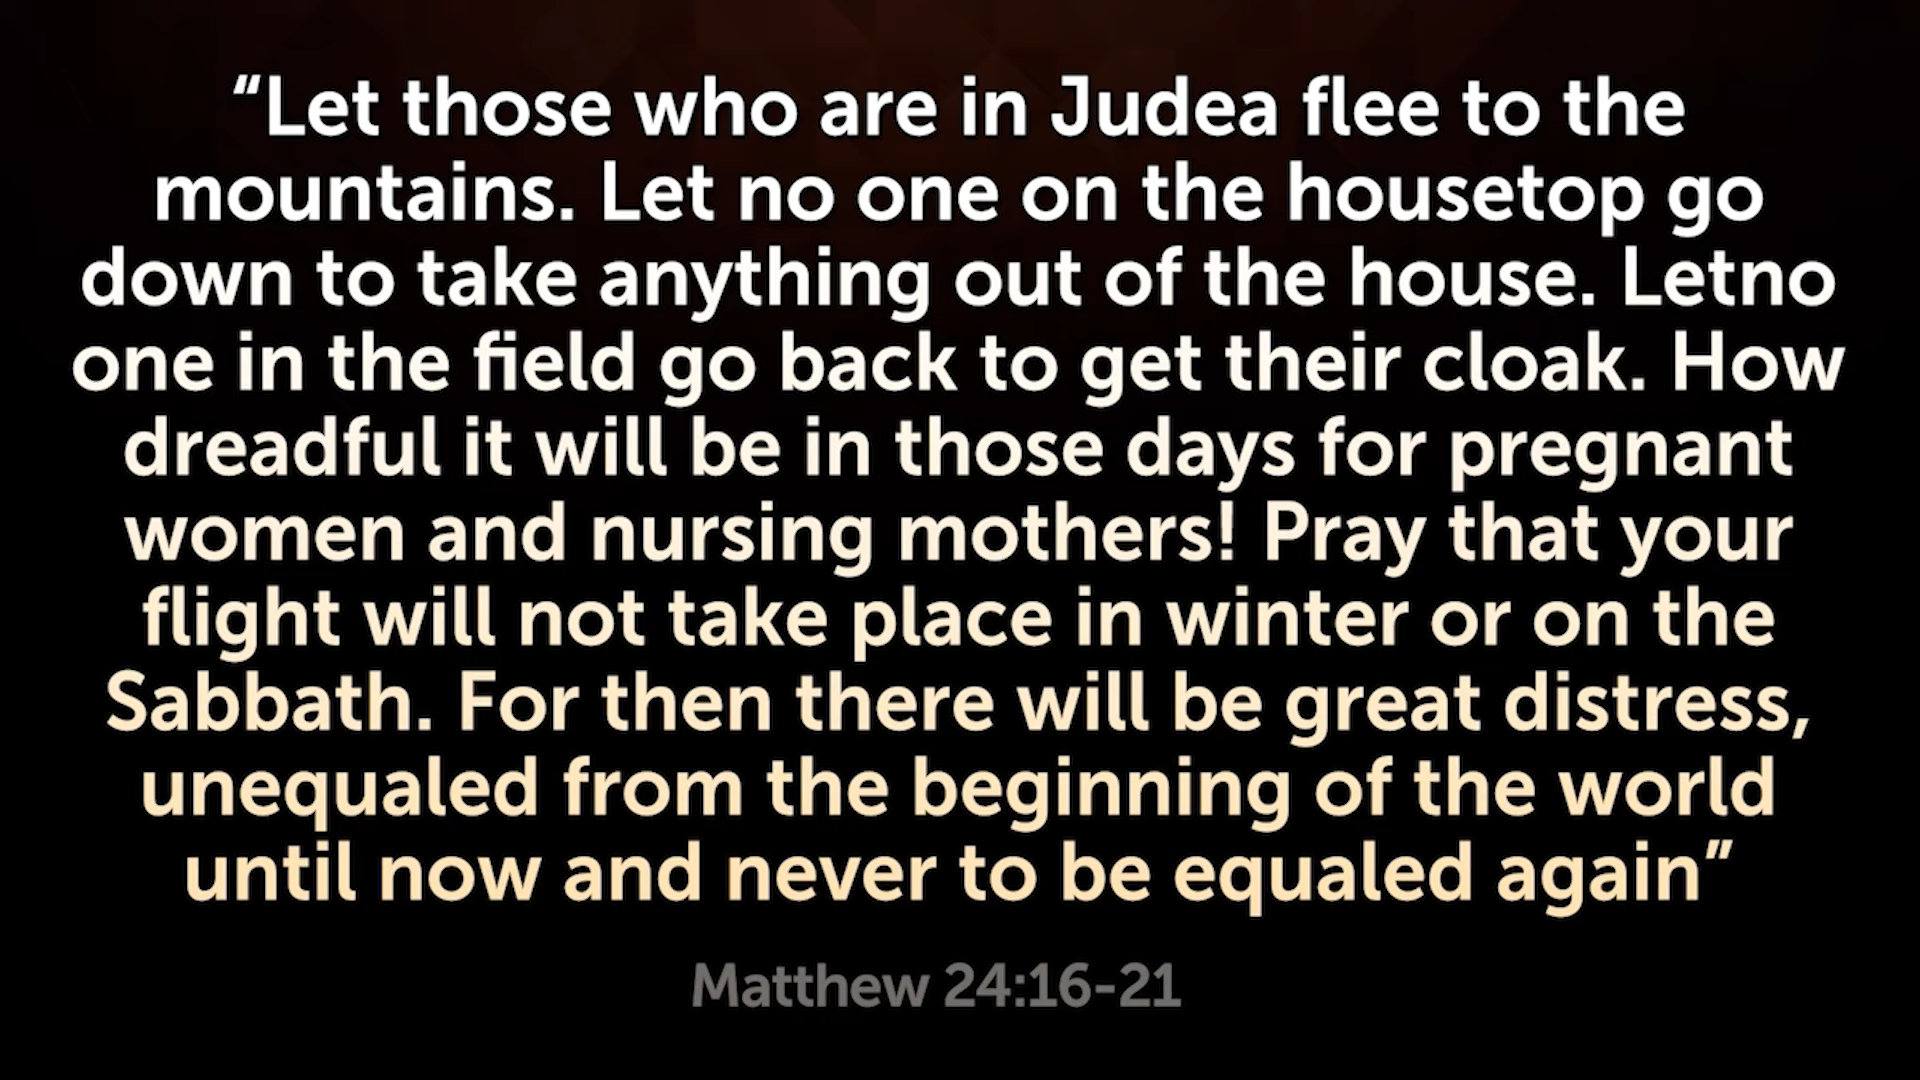 “Let those who are in Judea flee to the
mountains. Let no one on the housetop go
down to take anything out of the house. Letno
one in the field go back to get their cloak. How
dreadful it will be in those days for pregnant
women and nursing mothers! Pray that your
flight will not take place in winter or on the
Sabbath. For then there will be great distress,
unequaled from the beginning of the world
until now and never to be equaled again”
Matthew 24:16-21